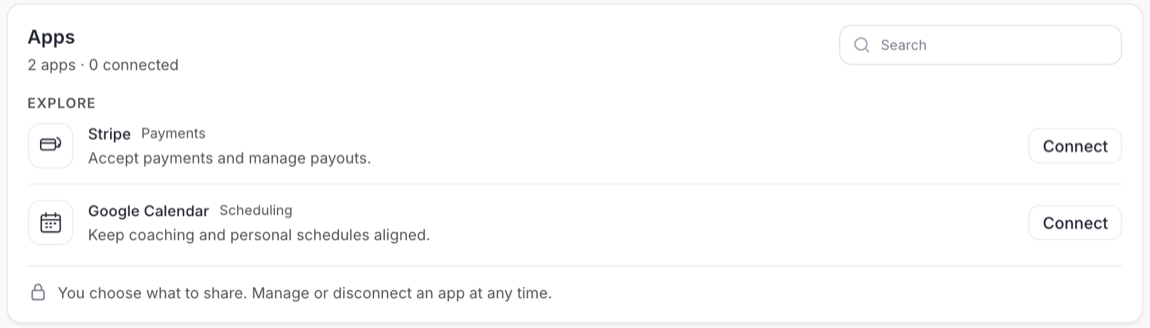 Apps
Search
2 apps · 0 connected
EXPLORE
Stripe Payments
Accept payments and manage payouts.
Connect
Google Calendar Scheduling
Keep coaching and personal schedules aligned.
Connect
You choose what to share. Manage or disconnect an app at any time.